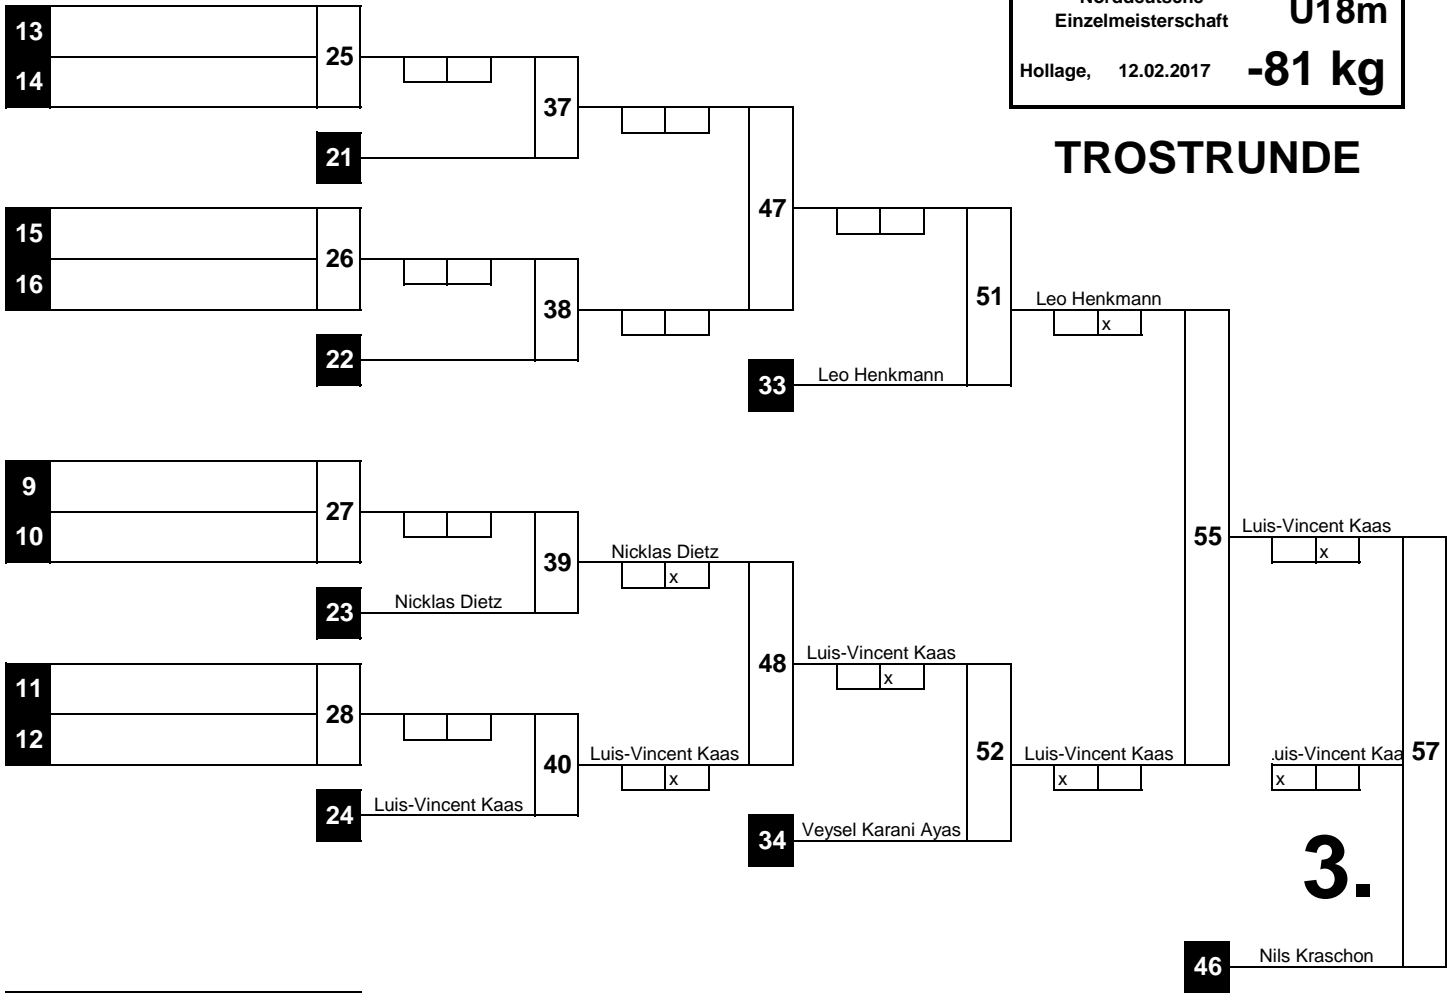 Norddeutsche
Einzelmeisterschaft
U18m
Hollage, 12.02.2017 -81 kg
TROSTRUNDE
13
14
25
37
21
47
15
16
26
38
22
51
Leo Henkmann
x
33
Leo Henkmann
9
10
27
39
Nicklas Dietz
x
23
Nicklas Dietz
55
Luis-Vincent Kaas
x
48
Luis-Vincent Kaas
x
11
12
28
40
Luis-Vincent Kaas
x
24
Luis-Vincent Kaas
52
Luis-Vincent Kaas
x
34
Veysel Karani Ayas
uis-Vincent Kaa
x
57
3.
46
Nils Kraschon